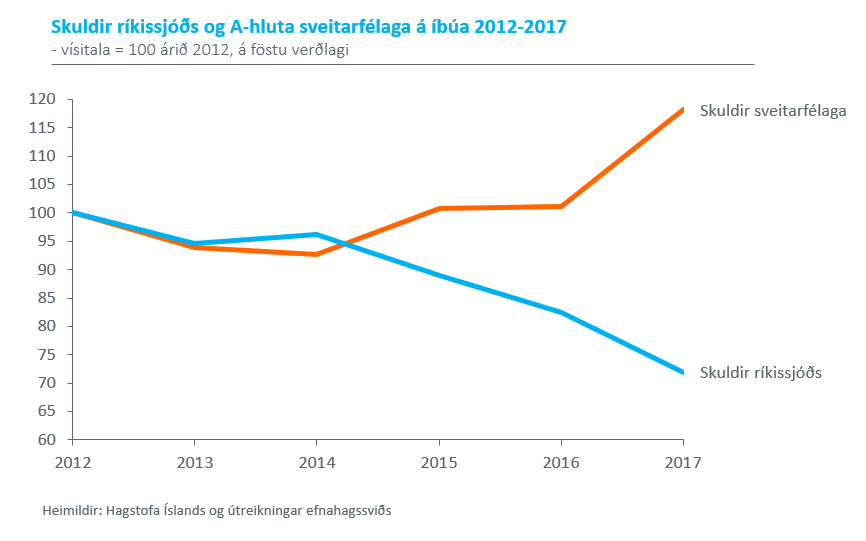 Skuldir ríkissjóðs og A-hluta sveitarfélaga á íbúa 2012-2017
- vísitala = 100 árið 2012, á föstu verðlagi
120
115
110
105
100
95
90
85
80
75
70
65
60
Skuldir sveitarfélaga
Skuldir ríkissjóðs
2012 2013 2014 2015 2016 2017
Heimildir: Hagstofa Íslands og útreikningar efnahagssviðs